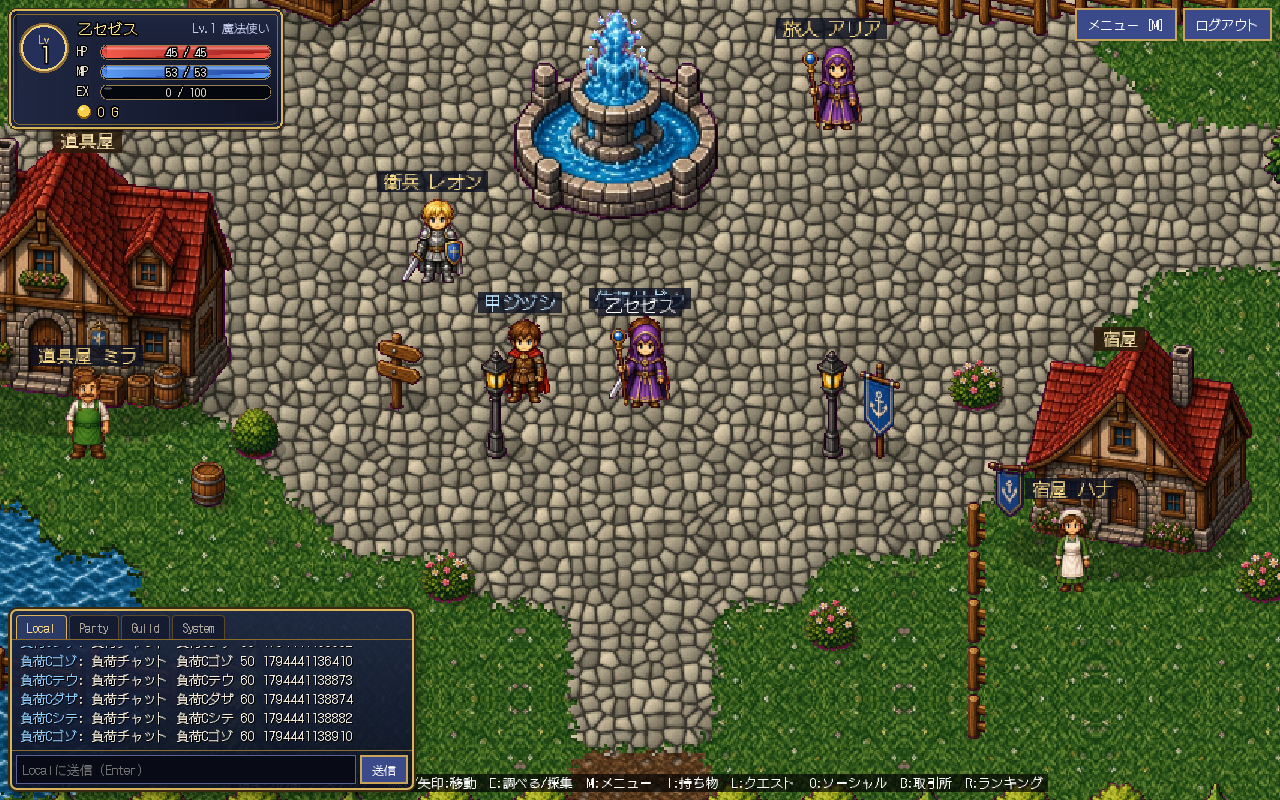 乙セゼス
Lv.1 魔法使い
Lv
1
HP 45 / 45
MP 53 / 53
EX 0 / 100
0 G
メニュー [M]
ログアウト
旅人 アリア
道具屋
衛兵 レオン
甲ジヅシ
乙セゼス
宿屋
道具屋 ミラ
宿屋 ハナ
Local Party Guild System
負荷Cゴゾ: 負荷チャット 負荷Cゴゾ 50 1794441136410
負荷Cテウ: 負荷チャット 負荷Cテウ 60 1794441138873
負荷Cダザ: 負荷チャット 負荷Cダザ 60 1794441138874
負荷Cシテ: 負荷チャット 負荷Cシテ 60 1794441138882
負荷Cゴゾ: 負荷チャット 負荷Cゴゾ 60 1794441138910
Localに送信 (Enter)
送信
矢印:移動 E:調べる/採集 M:メニュー I:持ち物 L:クエスト O:ソーシャル B:取引所 R:ランキング